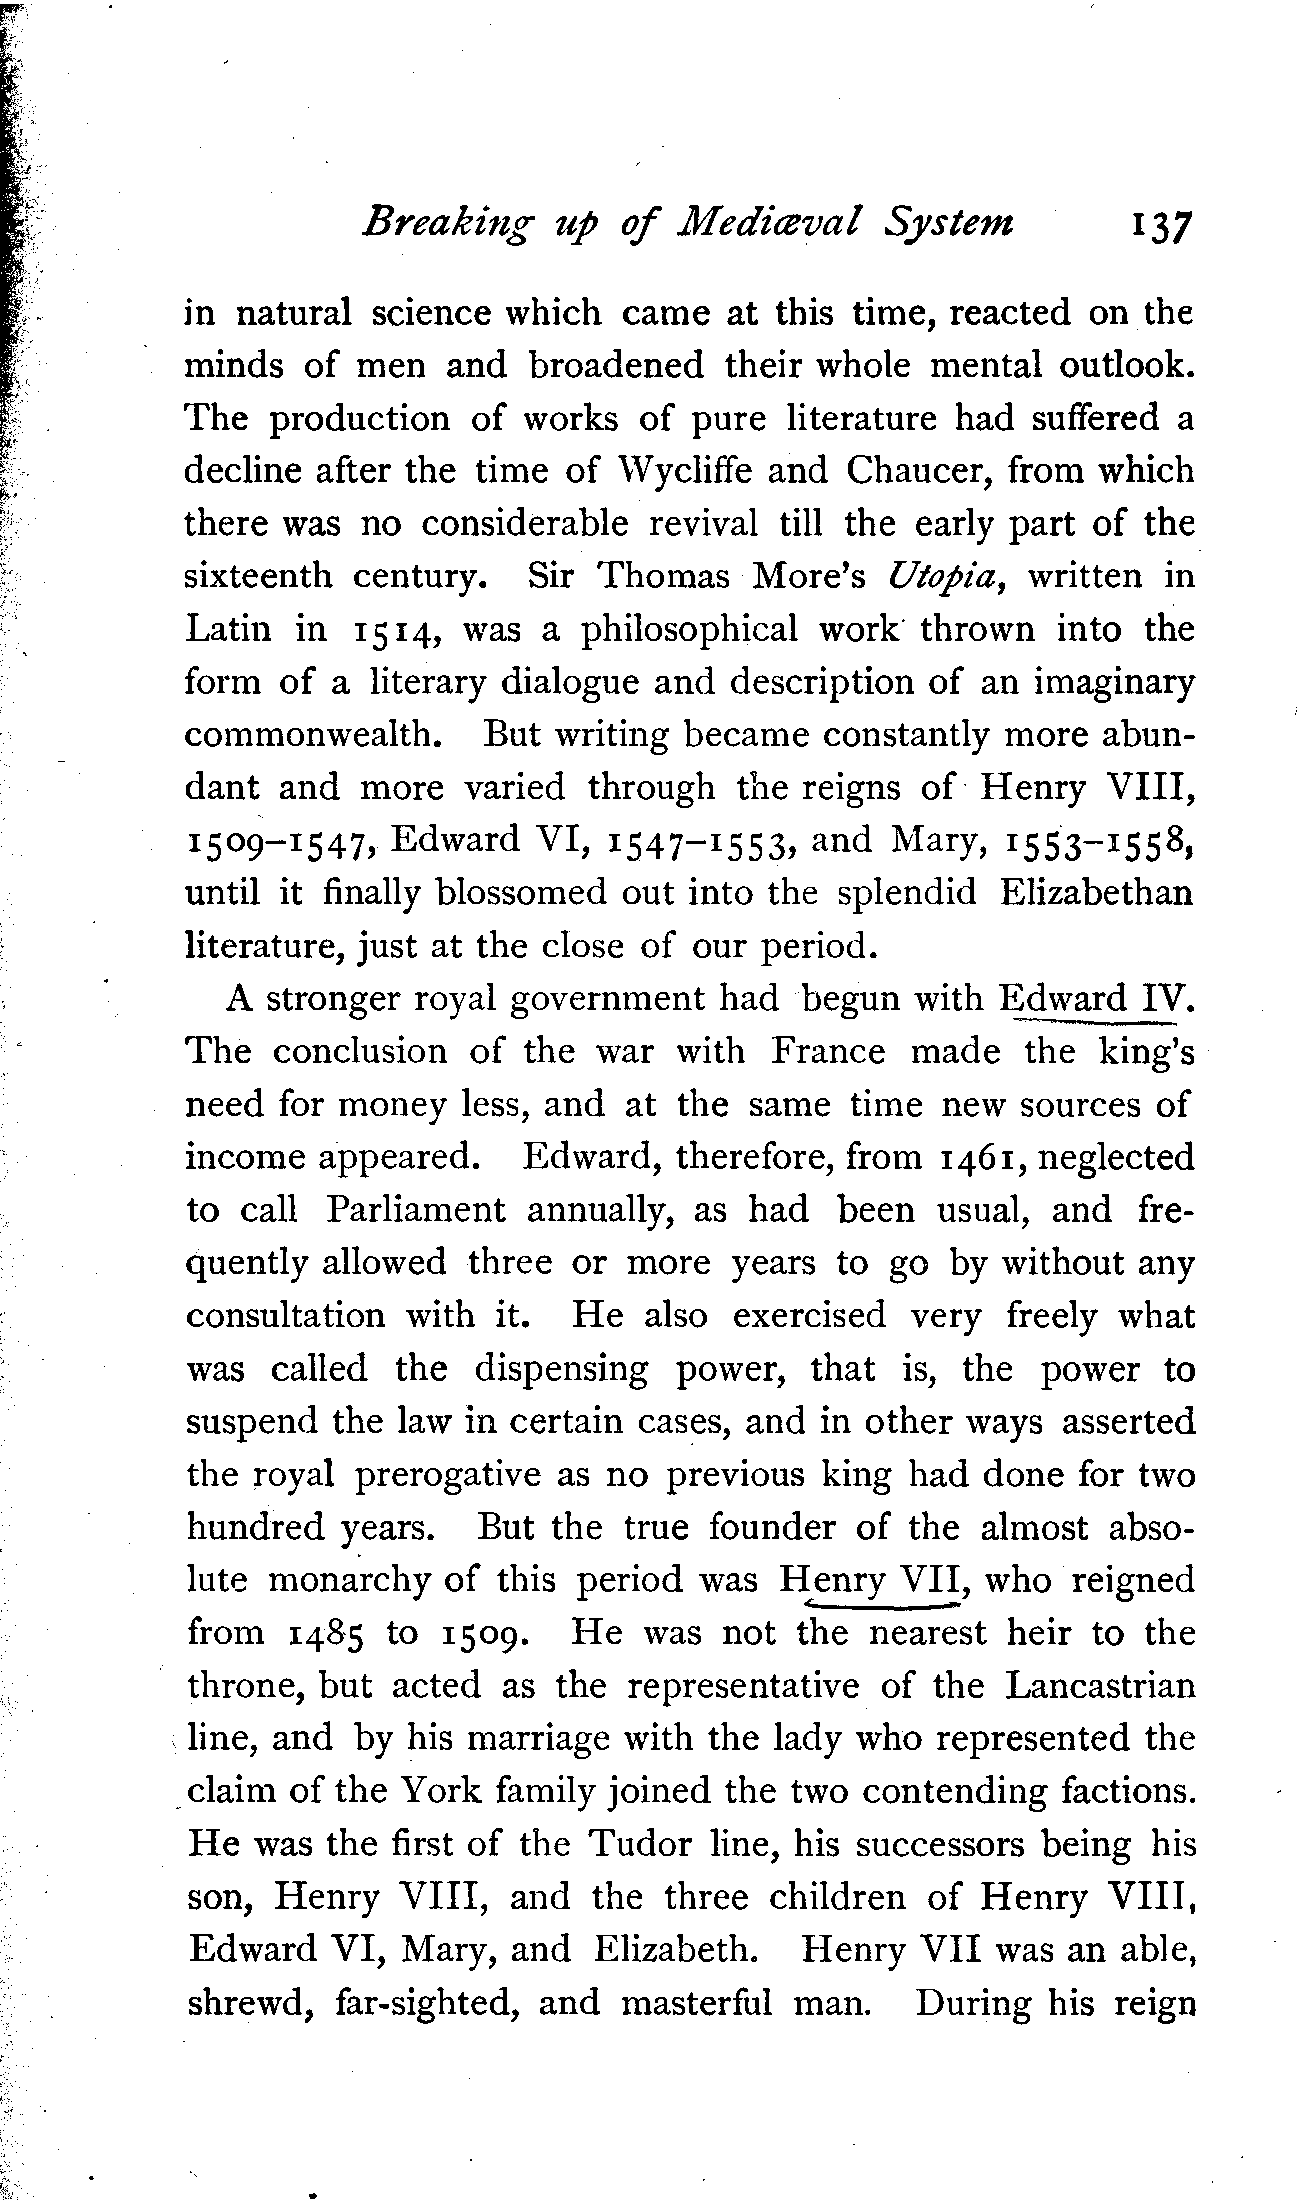 Breaking up of Mediæval System 137
in natural science which came at this time, reacted on the
minds of men and broadened their whole mental outlook.
The production of works of pure literature had suffered a
decline after the time of Wycliffe and Chaucer, from which
there was no considerable revival till the early part of the
sixteenth century. Sir Thomas More's Utopia, written in
Latin in 1514, was a philosophical work thrown into the
form of a literary dialogue and description of an imaginary
commonwealth. But writing became constantly more abun-
dant and more varied through the reigns of Henry VIII,
1509–1547, Edward VI, 1547–1553, and Mary, 1553–1558,
until it finally blossomed out into the splendid Elizabethan
literature, just at the close of our period.
A stronger royal government had begun with Edward IV.
The conclusion of the war with France made the king's
need for money less, and at the same time new sources of
income appeared. Edward, therefore, from 1461, neglected
to call Parliament annually, as had been usual, and fre-
quently allowed three or more years to go by without any
consultation with it. He also exercised very freely what
was called the dispensing power, that is, the power to
suspend the law in certain cases, and in other ways asserted
the royal prerogative as no previous king had done for two
hundred years. But the true founder of the almost abso-
lute monarchy of this period was Henry VII, who reigned
from 1485 to 1509. He was not the nearest heir to the
throne, but acted as the representative of the Lancastrian
line, and by his marriage with the lady who represented the
claim of the York family joined the two contending factions.
He was the first of the Tudor line, his successors being his
son, Henry VIII, and the three children of Henry VIII,
Edward VI, Mary, and Elizabeth. Henry VII was an able,
shrewd, far-sighted, and masterful man. During his reign